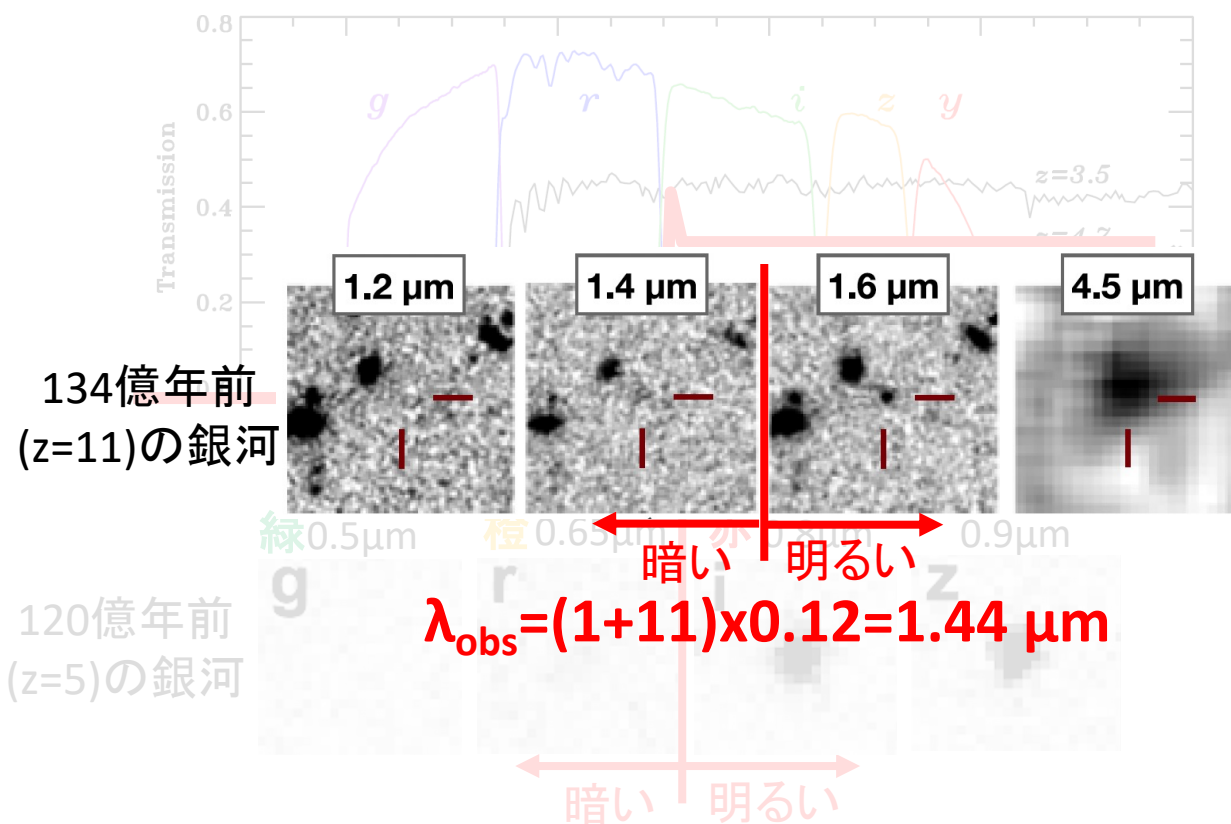 0.8
g
r
i
z
y
0.6
Transmission
z=3.5
0.4
0.2
1.2 µm
1.4 µm
1.6 µm
4.5 µm
134億年前
(z=11)の銀河
緑0.5µm
橙 0.65µm
赤 0.8µm
0.9µm
暗い
明るい
g
r
i
z
λobs=(1+11)x0.12=1.44 µm
120億年前
(z=5)の銀河
暗い
明るい